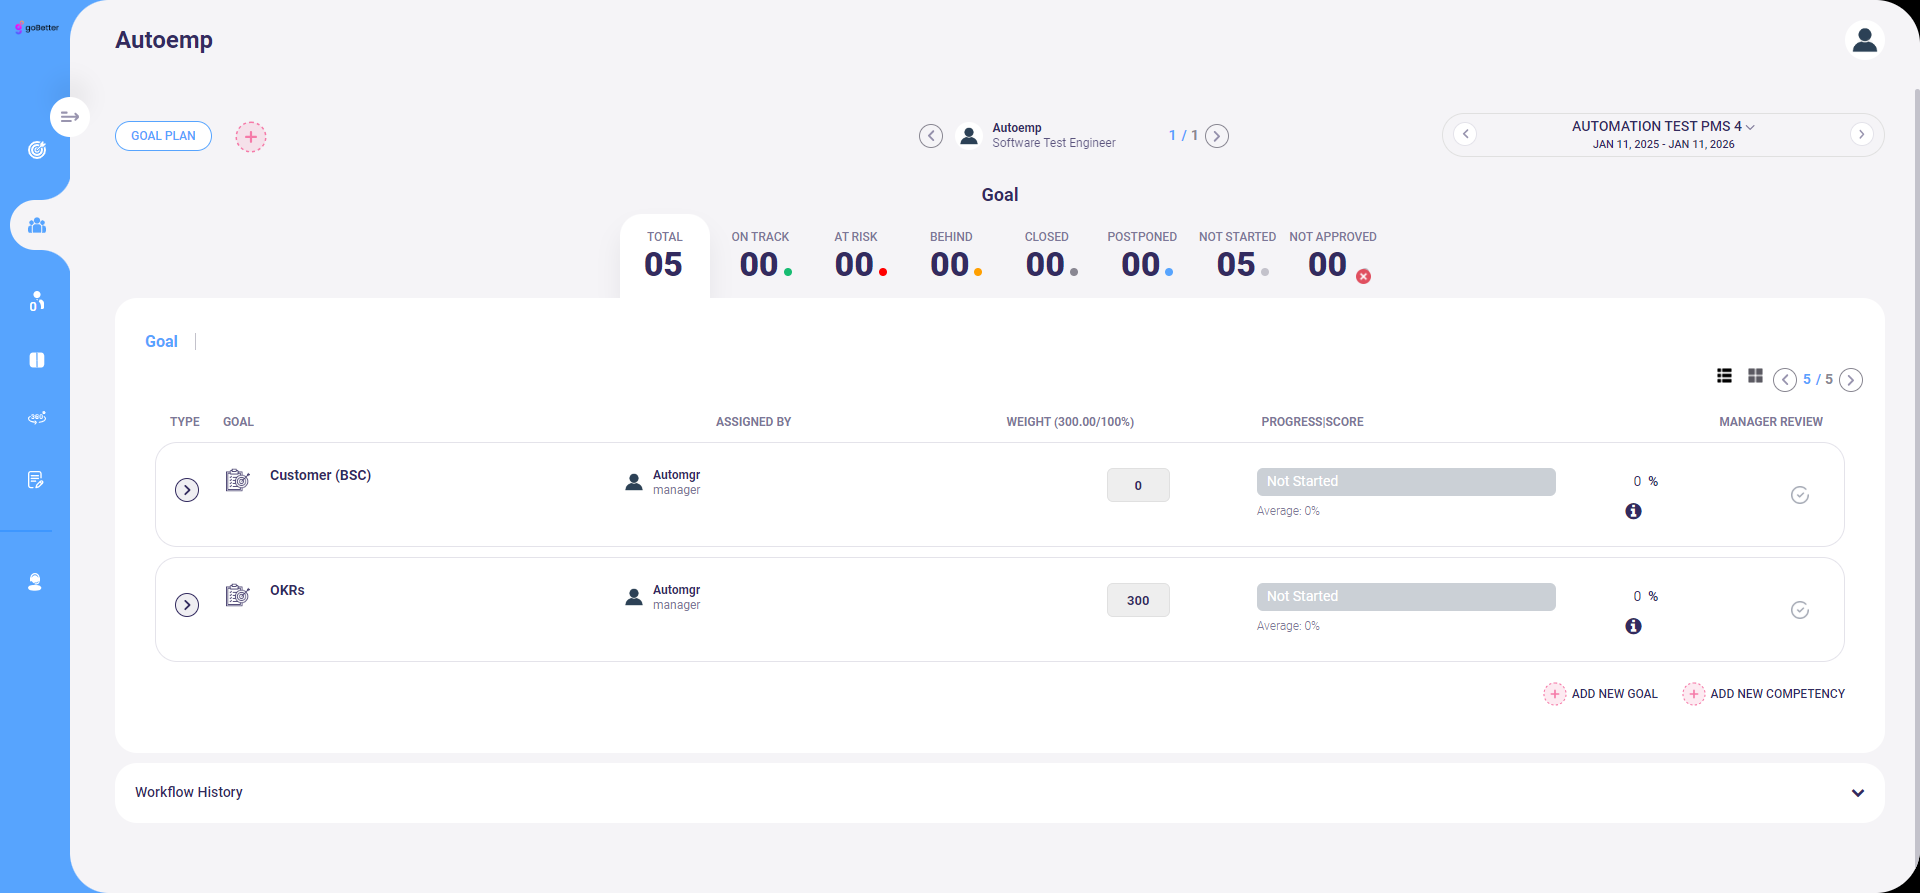 goBetter
Autoemp
GOAL PLAN
Autoemp
Software Test Engineer
1 / 1
AUTOMATION TEST PMS 4
JAN 11, 2025 - JAN 11, 2026
Goal
TOTAL
05
ON TRACK
00
AT RISK
00
BEHIND
00
CLOSED
00
POSTPONED
00
NOT STARTED
05
NOT APPROVED
00
Goal
5 / 5
TYPE GOAL ASSIGNED BY WEIGHT (300.00/100%) PROGRESS|SCORE MANAGER REVIEW
Customer (BSC)
Automgr
manager
0
Not Started
Average: 0%
0 %
OKRs
Automgr
manager
300
Not Started
Average: 0%
0 %
ADD NEW GOAL
ADD NEW COMPETENCY
Workflow History
360